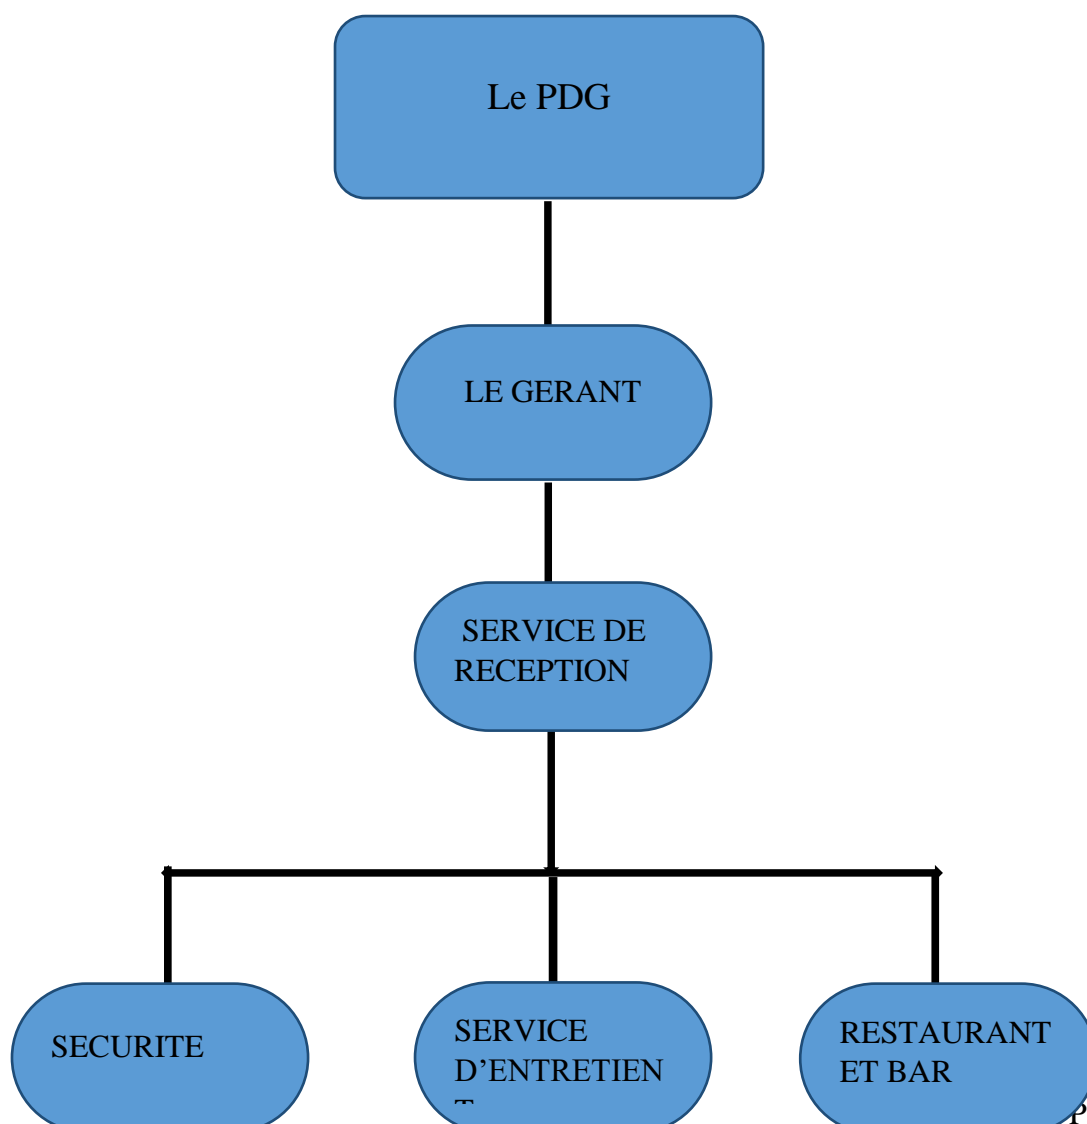 Le PDG
LE GERANT
SERVICE DE
RECEPTION
SECURITE
SERVICE
D’ENTRETIEN
RESTAURANT
ET BAR
P